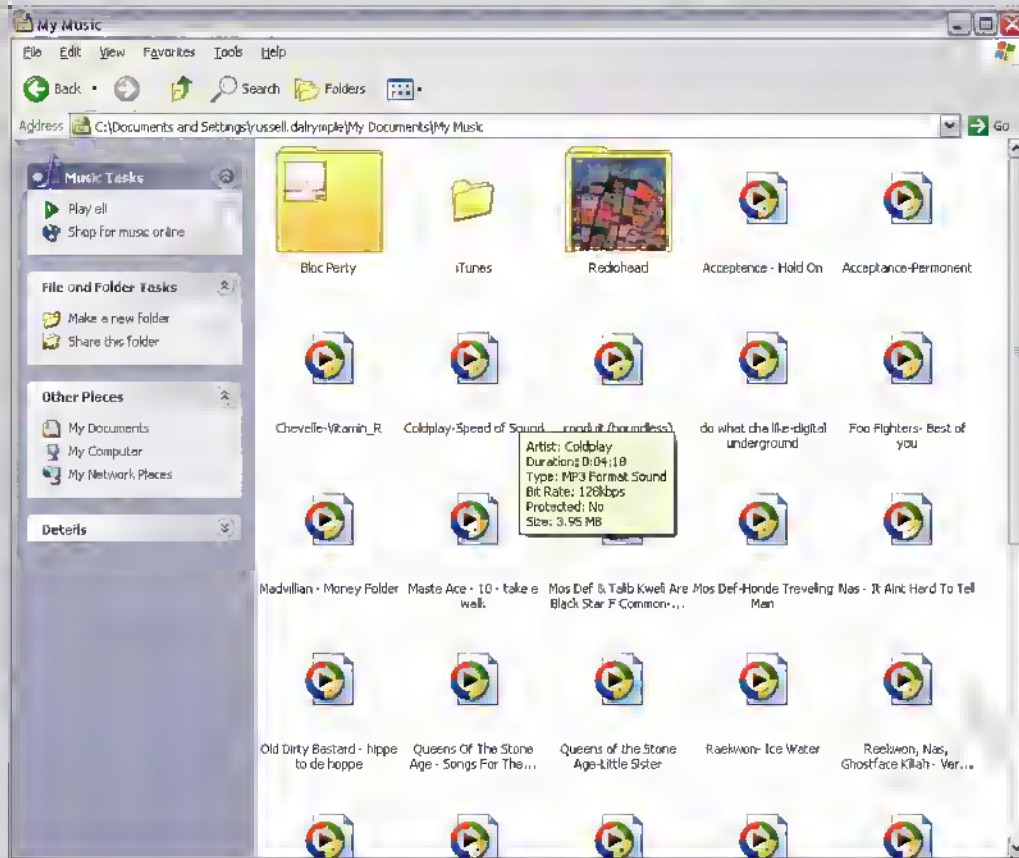 My Music
File Edit View Favorites Tools Help
Back Search Folders
Address C:\Documents and Settings\russell.dalrymple\My Documents\My Music Go
Music Tasks
Play all
Shop for music online
File and Folder Tasks
Make a new folder
Share this folder
Other Places
My Documents
My Computer
My Network Places
Details
Bloc Party
iTunes
Radiohead
Acceptance - Hold On
Acceptance-Permanent
Chevelle-Vitamin_R
Coldplay-Speed of Sound
conduit
do what cha like-digital
underground
Foo Fighters- Best of
you
Artist: Coldplay
Duration: 0:04:18
Type: MP3 Format Sound
Bit Rate: 128kbps
Protected: No
Size: 3.95 MB
Madvillian - Money Folder
Maste Ace - 10 - take a
walk
Mos Def & Talib Kweli Are
Black Star F Common-...
Mos Def-Honde Traveling
Man
Nas - It Aint Hard To Tell
Old Dirty Bastard - hippe
to de hoppe
Queens Of The Stone
Age - Songs For The...
Queens of the Stone
Age-Little Sister
Raekwon- Ice Water
Raekwon, Nas,
Ghostface Killah - Ver...